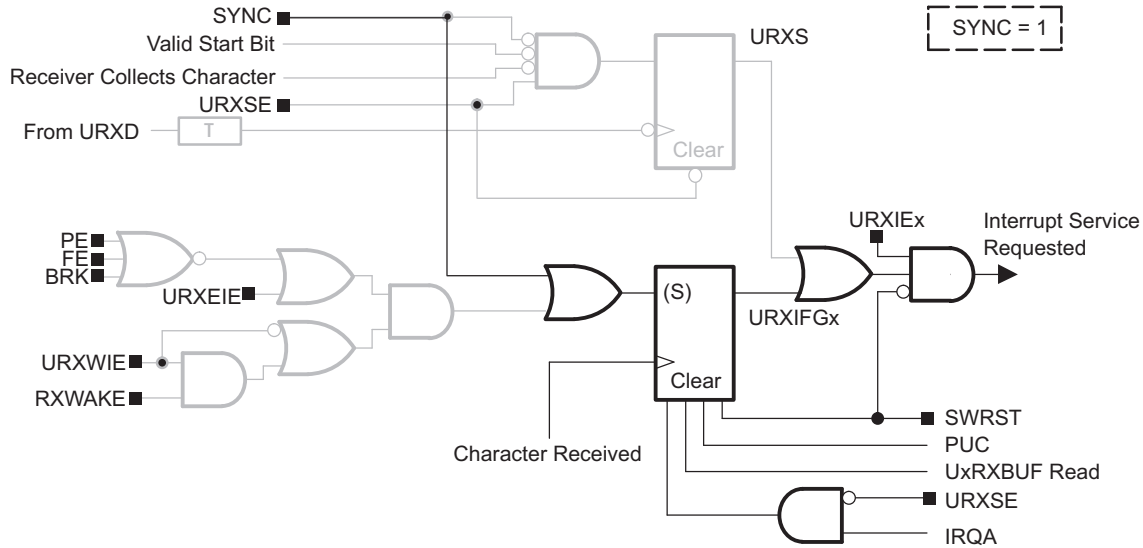 SYNC
SYNC = 1
Valid Start Bit
URXS
Receiver Collects Character
URXSE
From URXD
T
Clear
PE
FE
BRK
URXEIE
URXWIE
RXWAKE
(S)
Clear
URXIFGx
URXIEx
Interrupt Service
Requested
Character Received
SWRST
PUC
UxRXBUF Read
URXSE
IRQA